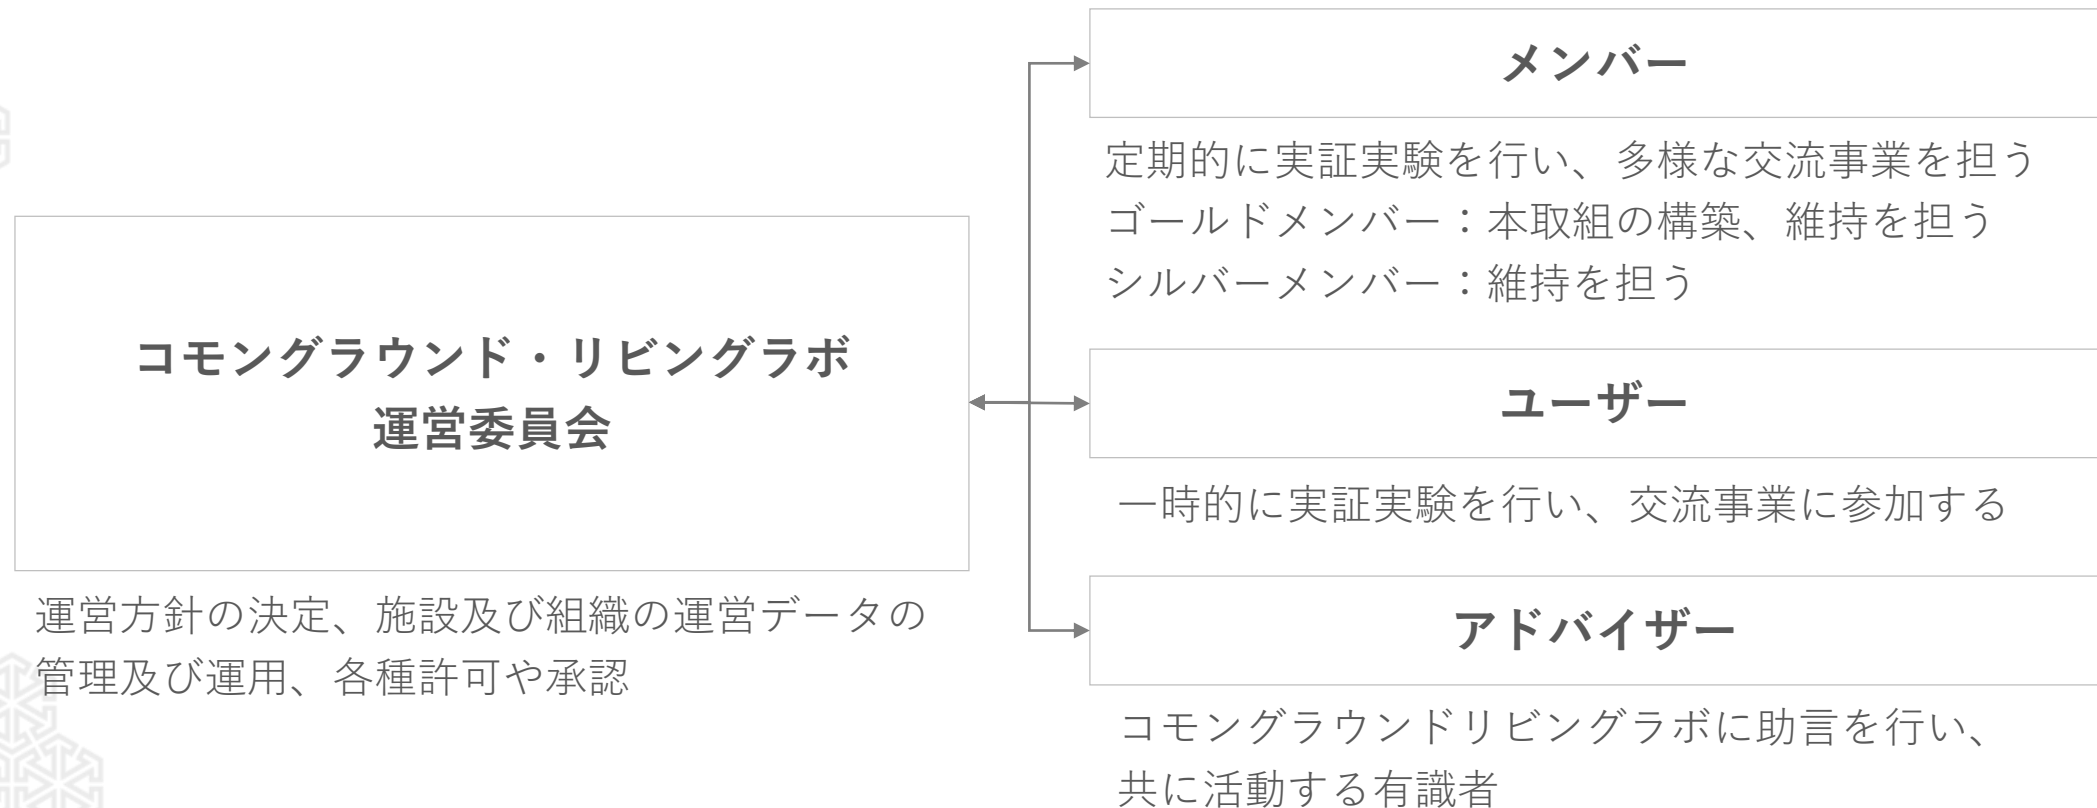 コモングラウンド・リビングラボ
運営委員会
運営方針の決定、施設及び組織の運営データの
管理及び運用、各種許可や承認
メンバー
定期的に実証実験を行い、多様な交流事業を担う
ゴールドメンバー：本取組の構築、維持を担う
シルバーメンバー：維持を担う
ユーザー
一時的に実証実験を行い、交流事業に参加する
アドバイザー
コモングラウンドリビングラボに助言を行い、
共に活動する有識者